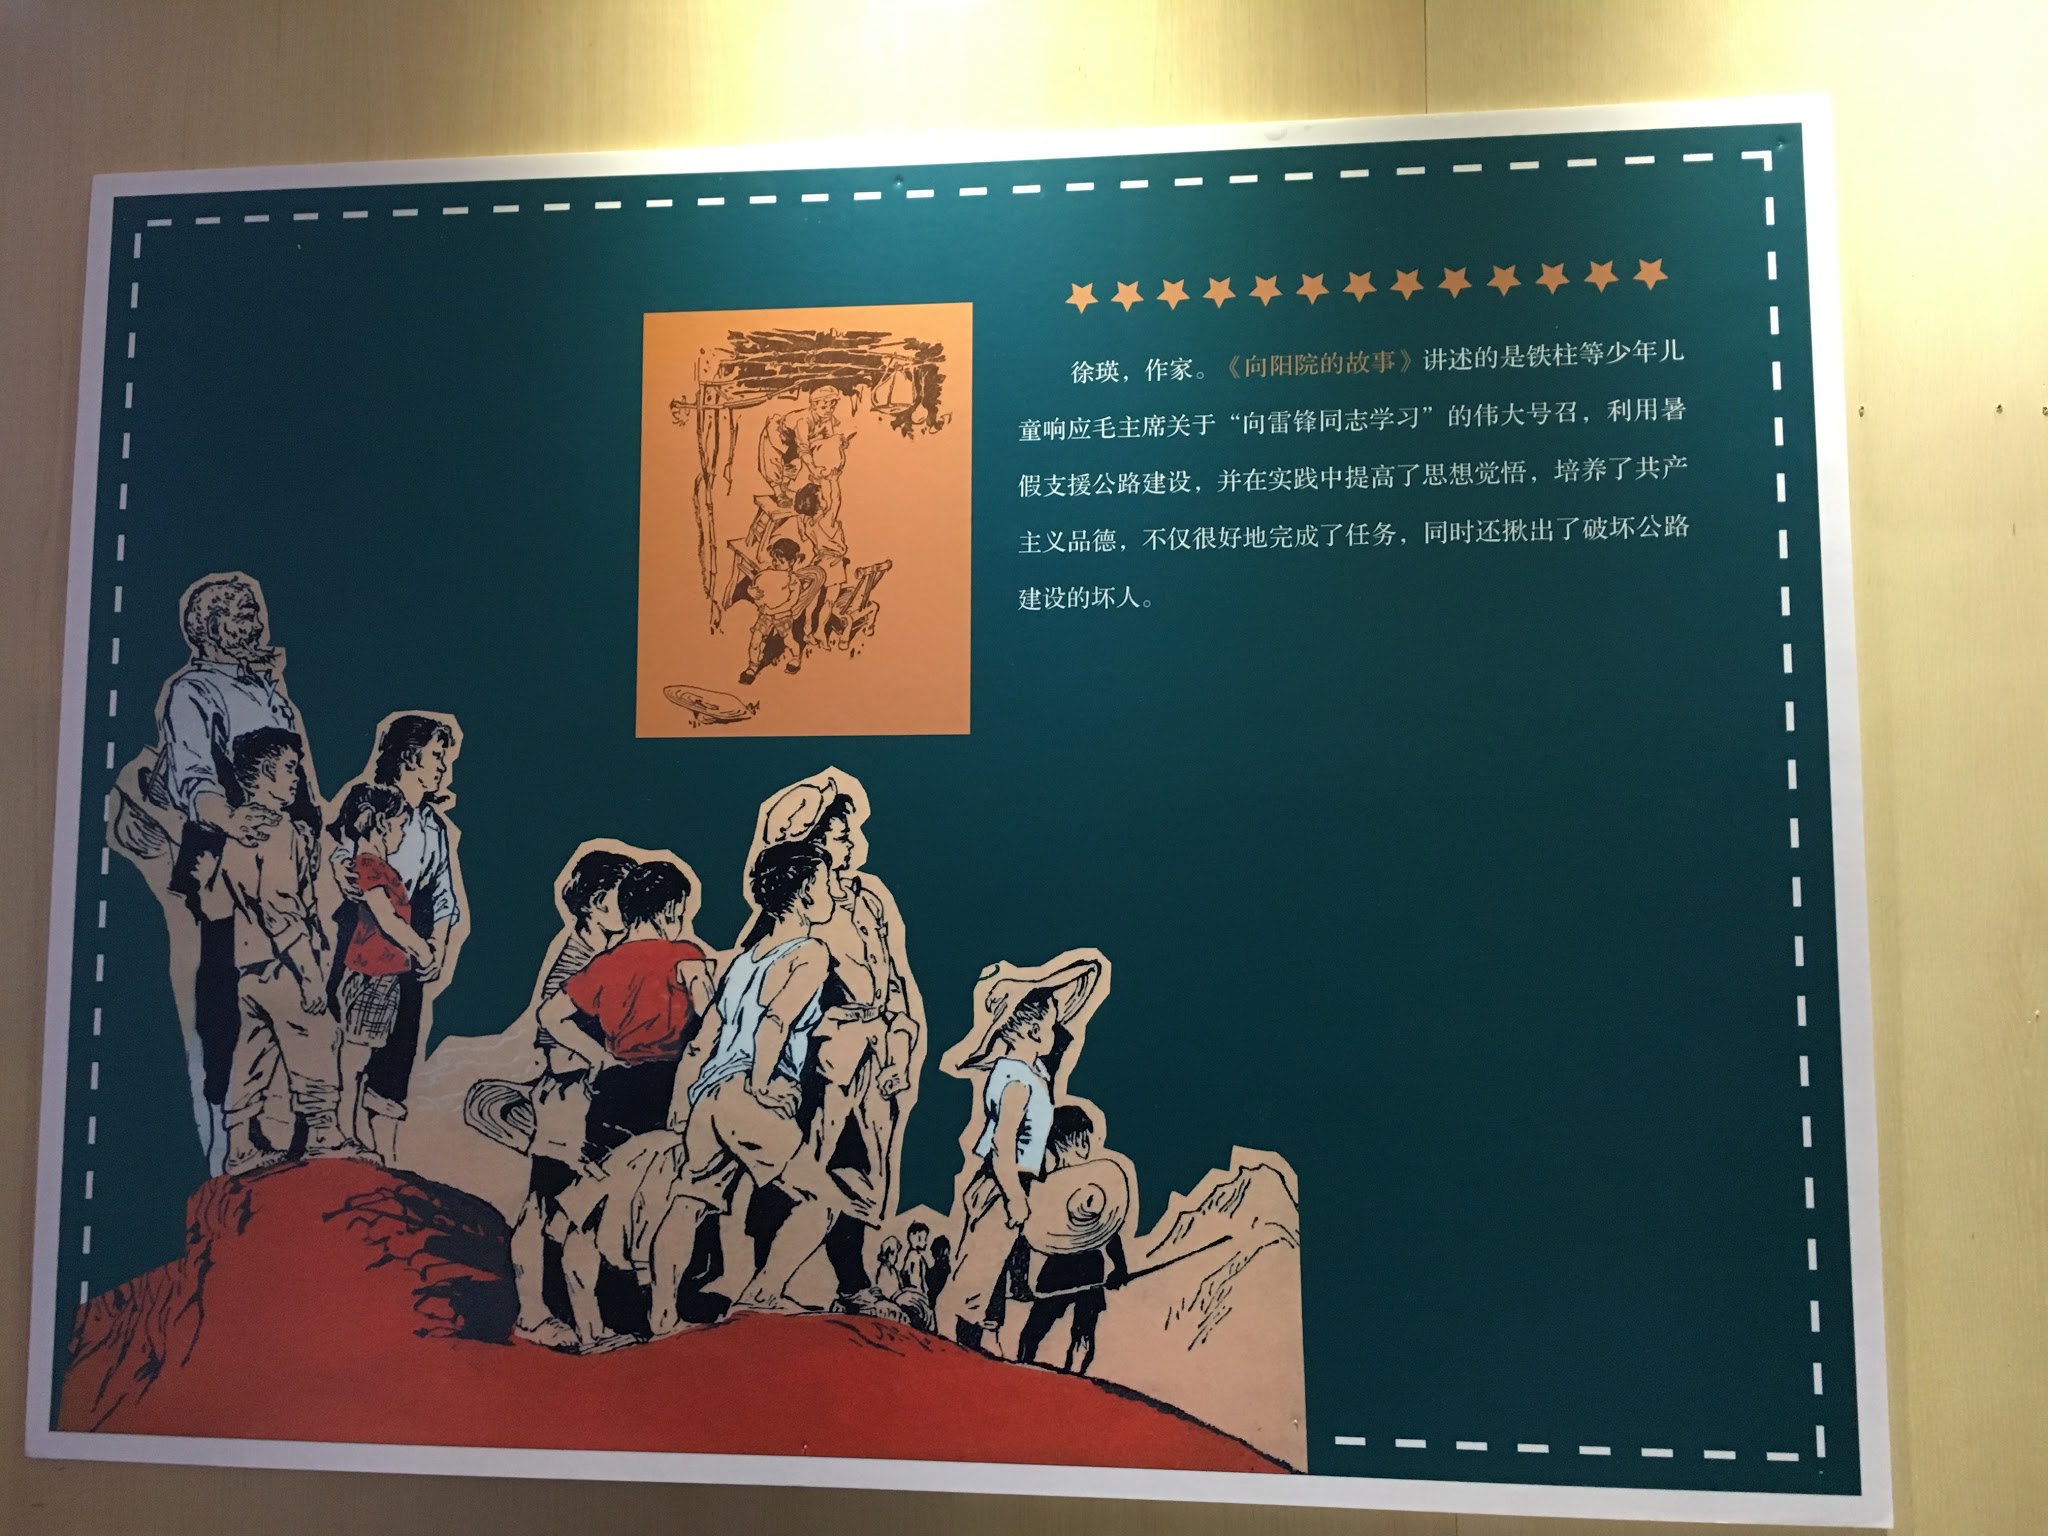 徐瑛，作家。《向阳院的故事》讲述的是铁柱等少年儿
童响应毛主席关于“向雷锋同志学习”的伟大号召，利用暑
假支援公路建设，并在实践中提高了思想觉悟，培养了共产
主义品德，不仅很好地完成了任务，同时还揪出了破坏公路
建设的坏人。